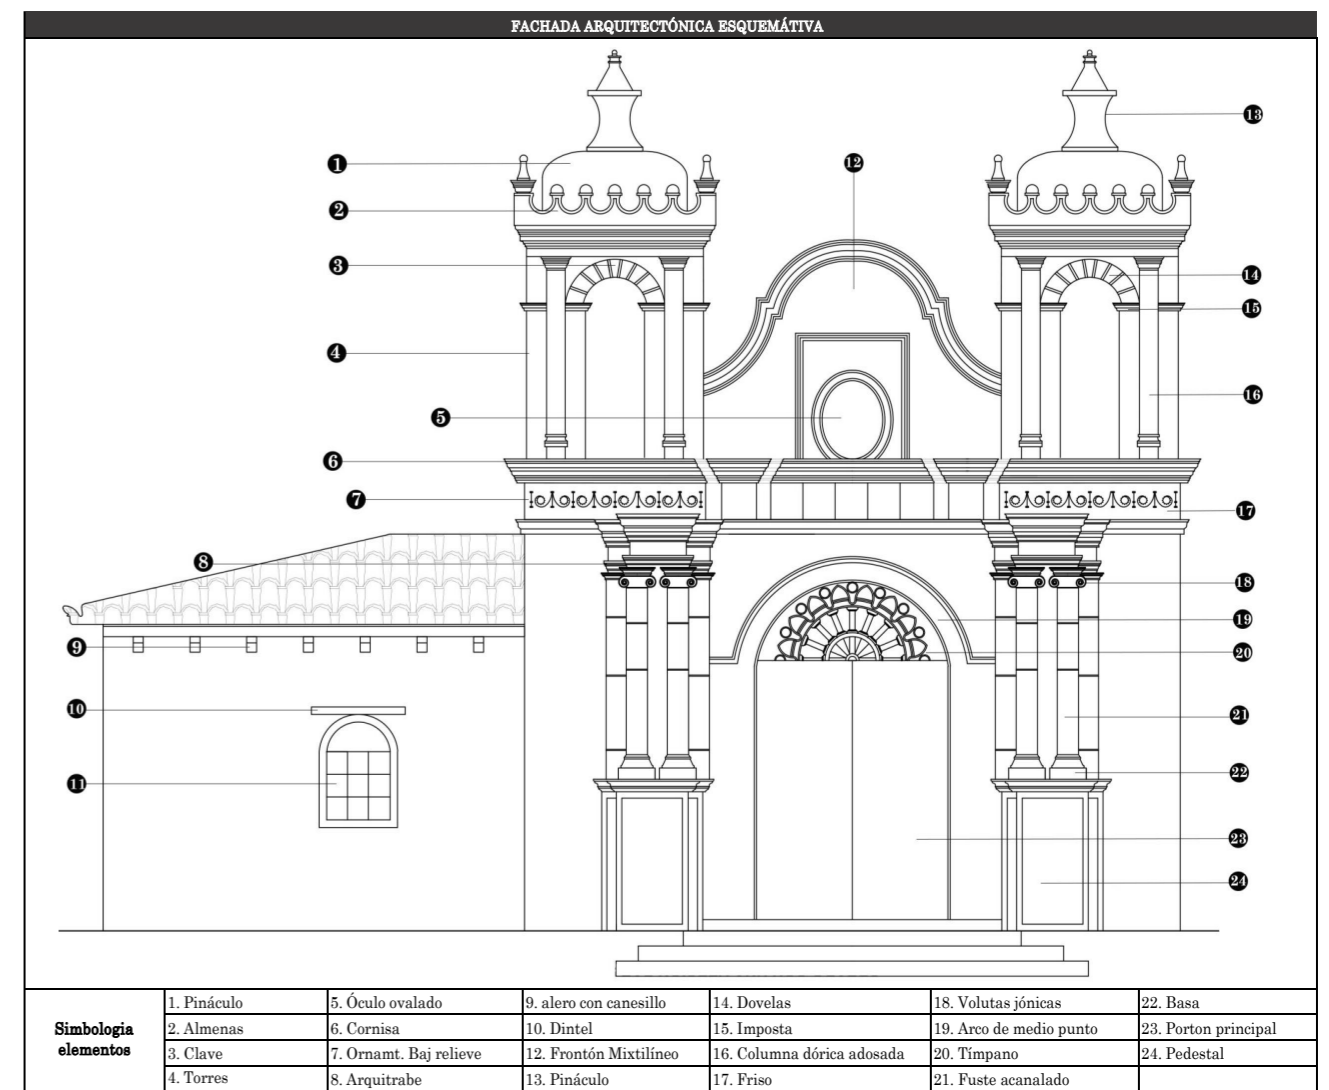 FACHADA ARQUITECTÓNICA ESQUEMÁTIVA
1
2
3
4
5
6
7
8
9
10
11
12
13
14
15
16
17
18
19
20
21
22
23
24
Simbologia elementos
1. Pináculo
5. Óculo ovalado
9. alero con canesillo
14. Dovelas
18. Volutas jónicas
22. Basa
2. Almenas
6. Cornisa
10. Dintel
15. Imposta
19. Arco de medio punto
23. Porton principal
3. Clave
7. Ornamt. Baj relieve
12. Frontón Mixtilíneo
16. Columna dórica adosada
20. Tímpano
24. Pedestal
4. Torres
8. Arquitrabe
13. Pináculo
17. Friso
21. Fuste acanalado